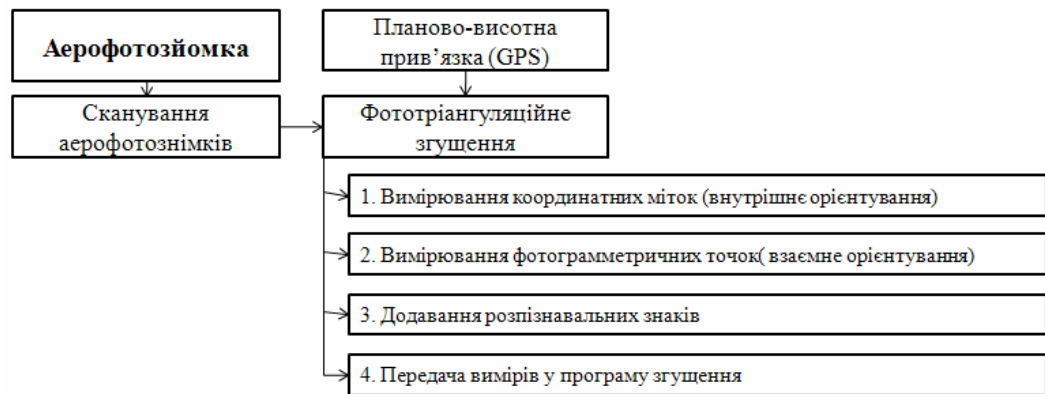 Аерофотозйомка
Планово-висотна
прив’язка (GPS)
Сканування
аерофотознімків
Фототріангуляційне
згущення
1. Вимірювання координатних міток (внутрішнє орієнтування)
2. Вимірювання фотограмметричних точок( взаємне орієнтування)
3. Додавання розпізнавальних знаків
4. Передача вимірів у програму згущення